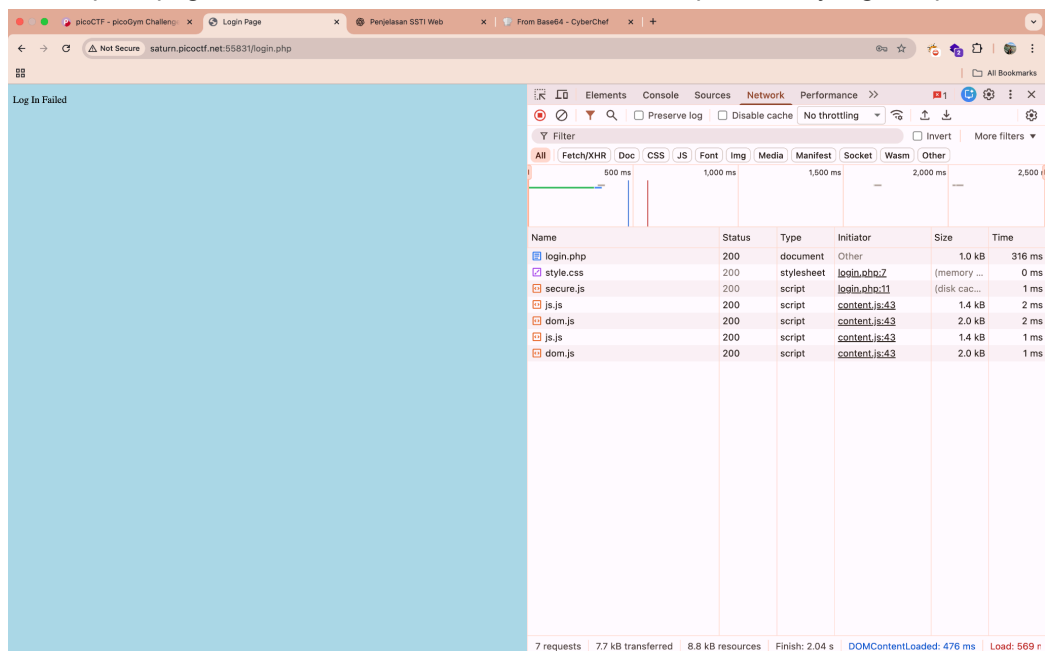 picoCTF - picoGym Challeng
Login Page
Penjelasan SSTI Web
From Base64 - CyberChef
Not Secure
saturn.picoctf.net:55831/login.php
2
All Bookmarks
Log In Failed
Elements Console Sources Network Performance >> 1
Preserve log Disable cache No throttling
Filter Invert More filters
All Fetch/XHR Doc CSS JS Font Img Media Manifest Socket Wasm Other
500 ms 1,000 ms 1,500 ms 2,000 ms 2,500
Name Status Type Initiator Size Time
login.php 200 document Other 1.0 kB 316 ms
style.css 200 stylesheet login.php:7 (memory ... 0 ms
secure.js 200 script login.php:11 (disk cac... 1 ms
js.js 200 script content.js:43 1.4 kB 2 ms
dom.js 200 script content.js:43 2.0 kB 2 ms
js.js 200 script content.js:43 1.4 kB 1 ms
dom.js 200 script content.js:43 2.0 kB 1 ms
7 requests 7.7 kB transferred 8.8 kB resources Finish: 2.04 s DOMContentLoaded: 476 ms Load: 569